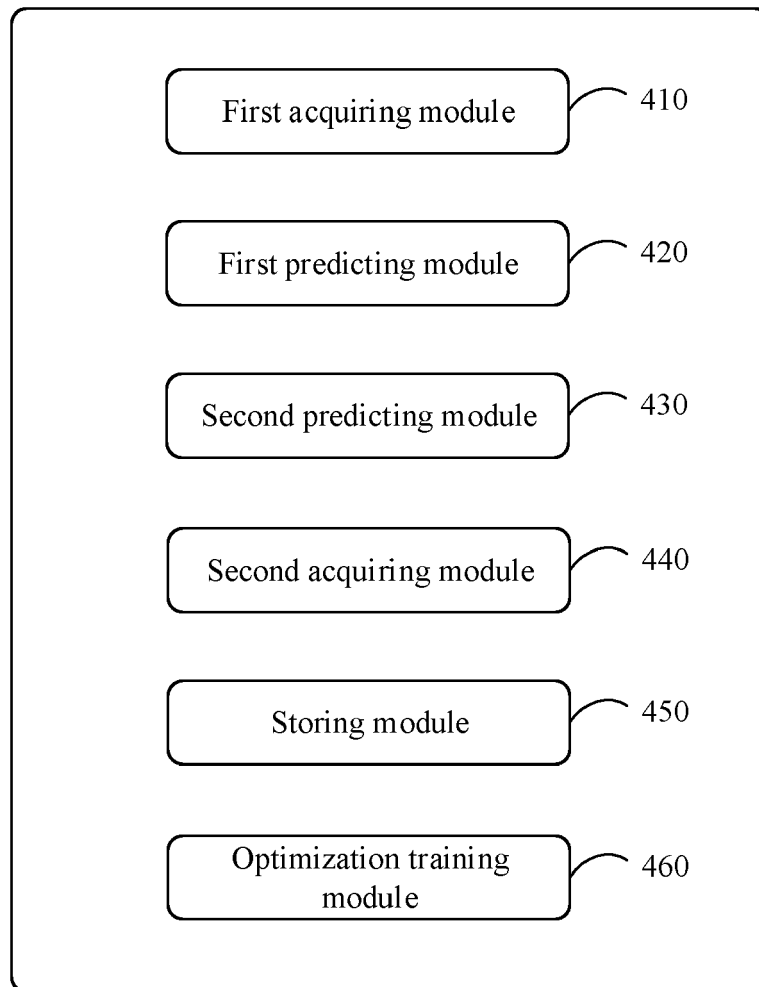 First acquiring module
410
First predicting module
420
Second predicting module
430
Second acquiring module
440
Storing module
450
Optimization training
module
460